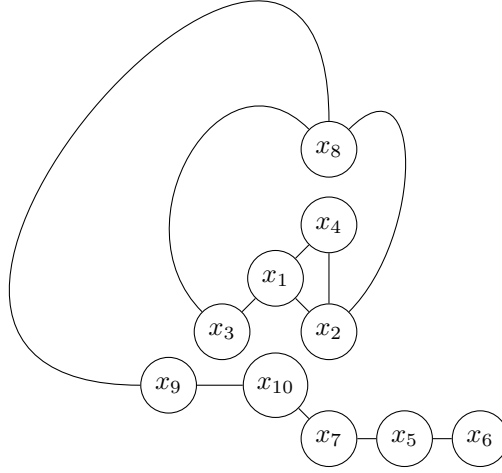 x₈
x₄
x₁
x₃ x₂
x₉ x₁₀
x₇ x₅ x₆